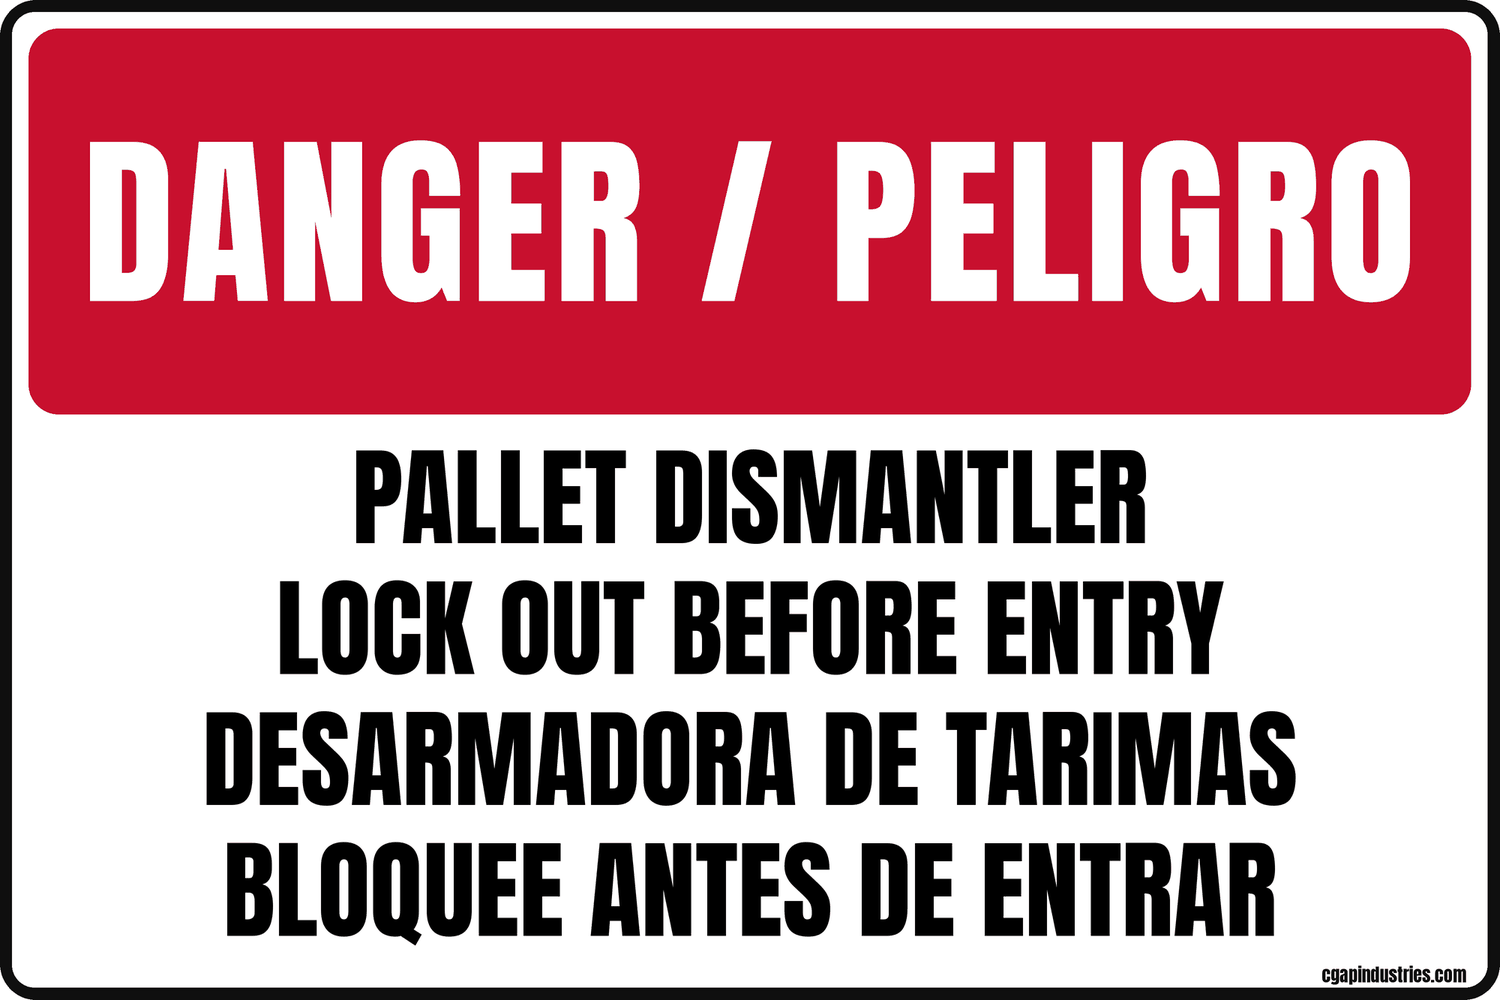 DANGER / PELIGRO
PALLET DISMANTLER
LOCK OUT BEFORE ENTRY
DESARMADORA DE TARIMAS
BLOQUEE ANTES DE ENTRAR
cgapindustries.com